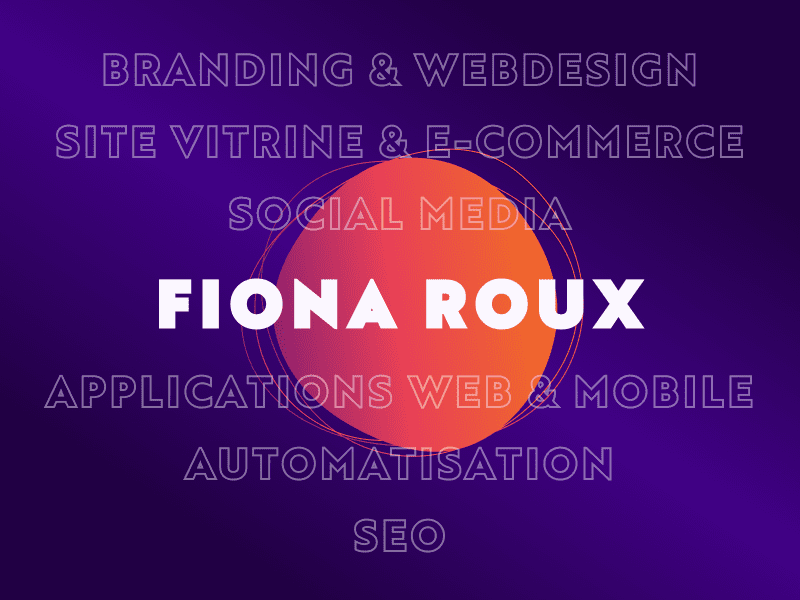 BRANDING & WEBDESIGN
SITE VITRINE & E-COMMERCE
SOCIAL MEDIA
FIONA ROUX
APPLICATIONS WEB & MOBILE
AUTOMATISATION
SEO